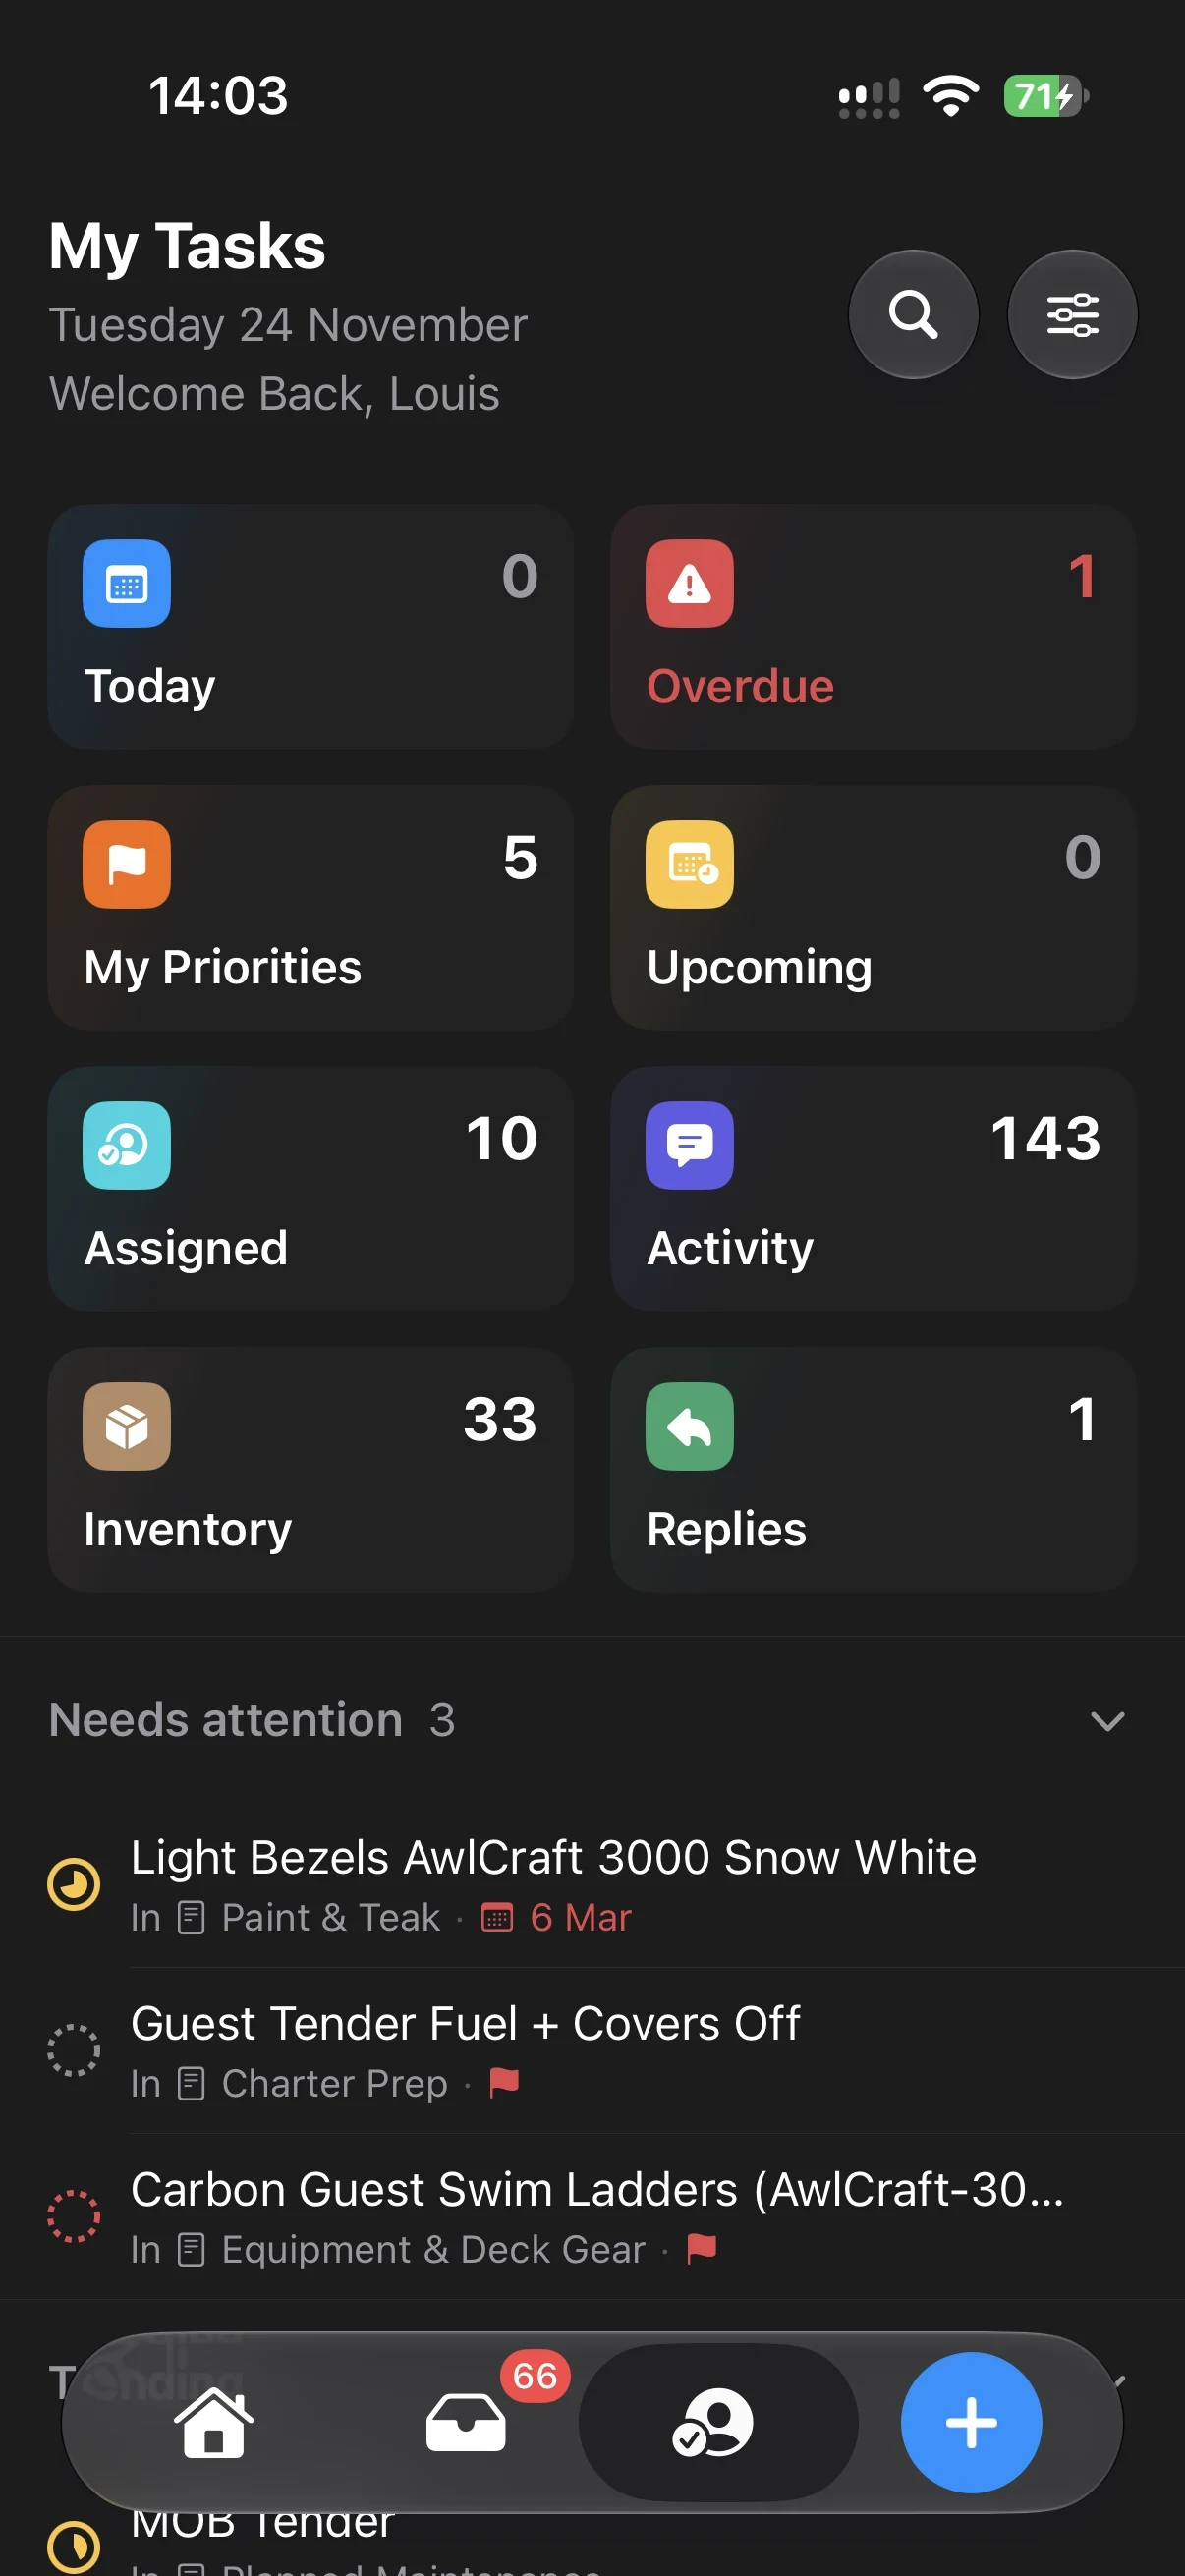 14:03
71
My Tasks
Tuesday 24 November
Welcome Back, Louis
0
Today
1
Overdue
5
My Priorities
0
Upcoming
10
Assigned
143
Activity
33
Inventory
1
Replies
Needs attention 3
Light Bezels AwlCraft 3000 Snow White
In Paint & Teak · 6 Mar
Guest Tender Fuel + Covers Off
In Charter Prep ·
Carbon Guest Swim Ladders (AwlCraft-30...
In Equipment & Deck Gear ·
66
MOB Tender
In Planned Maintenance